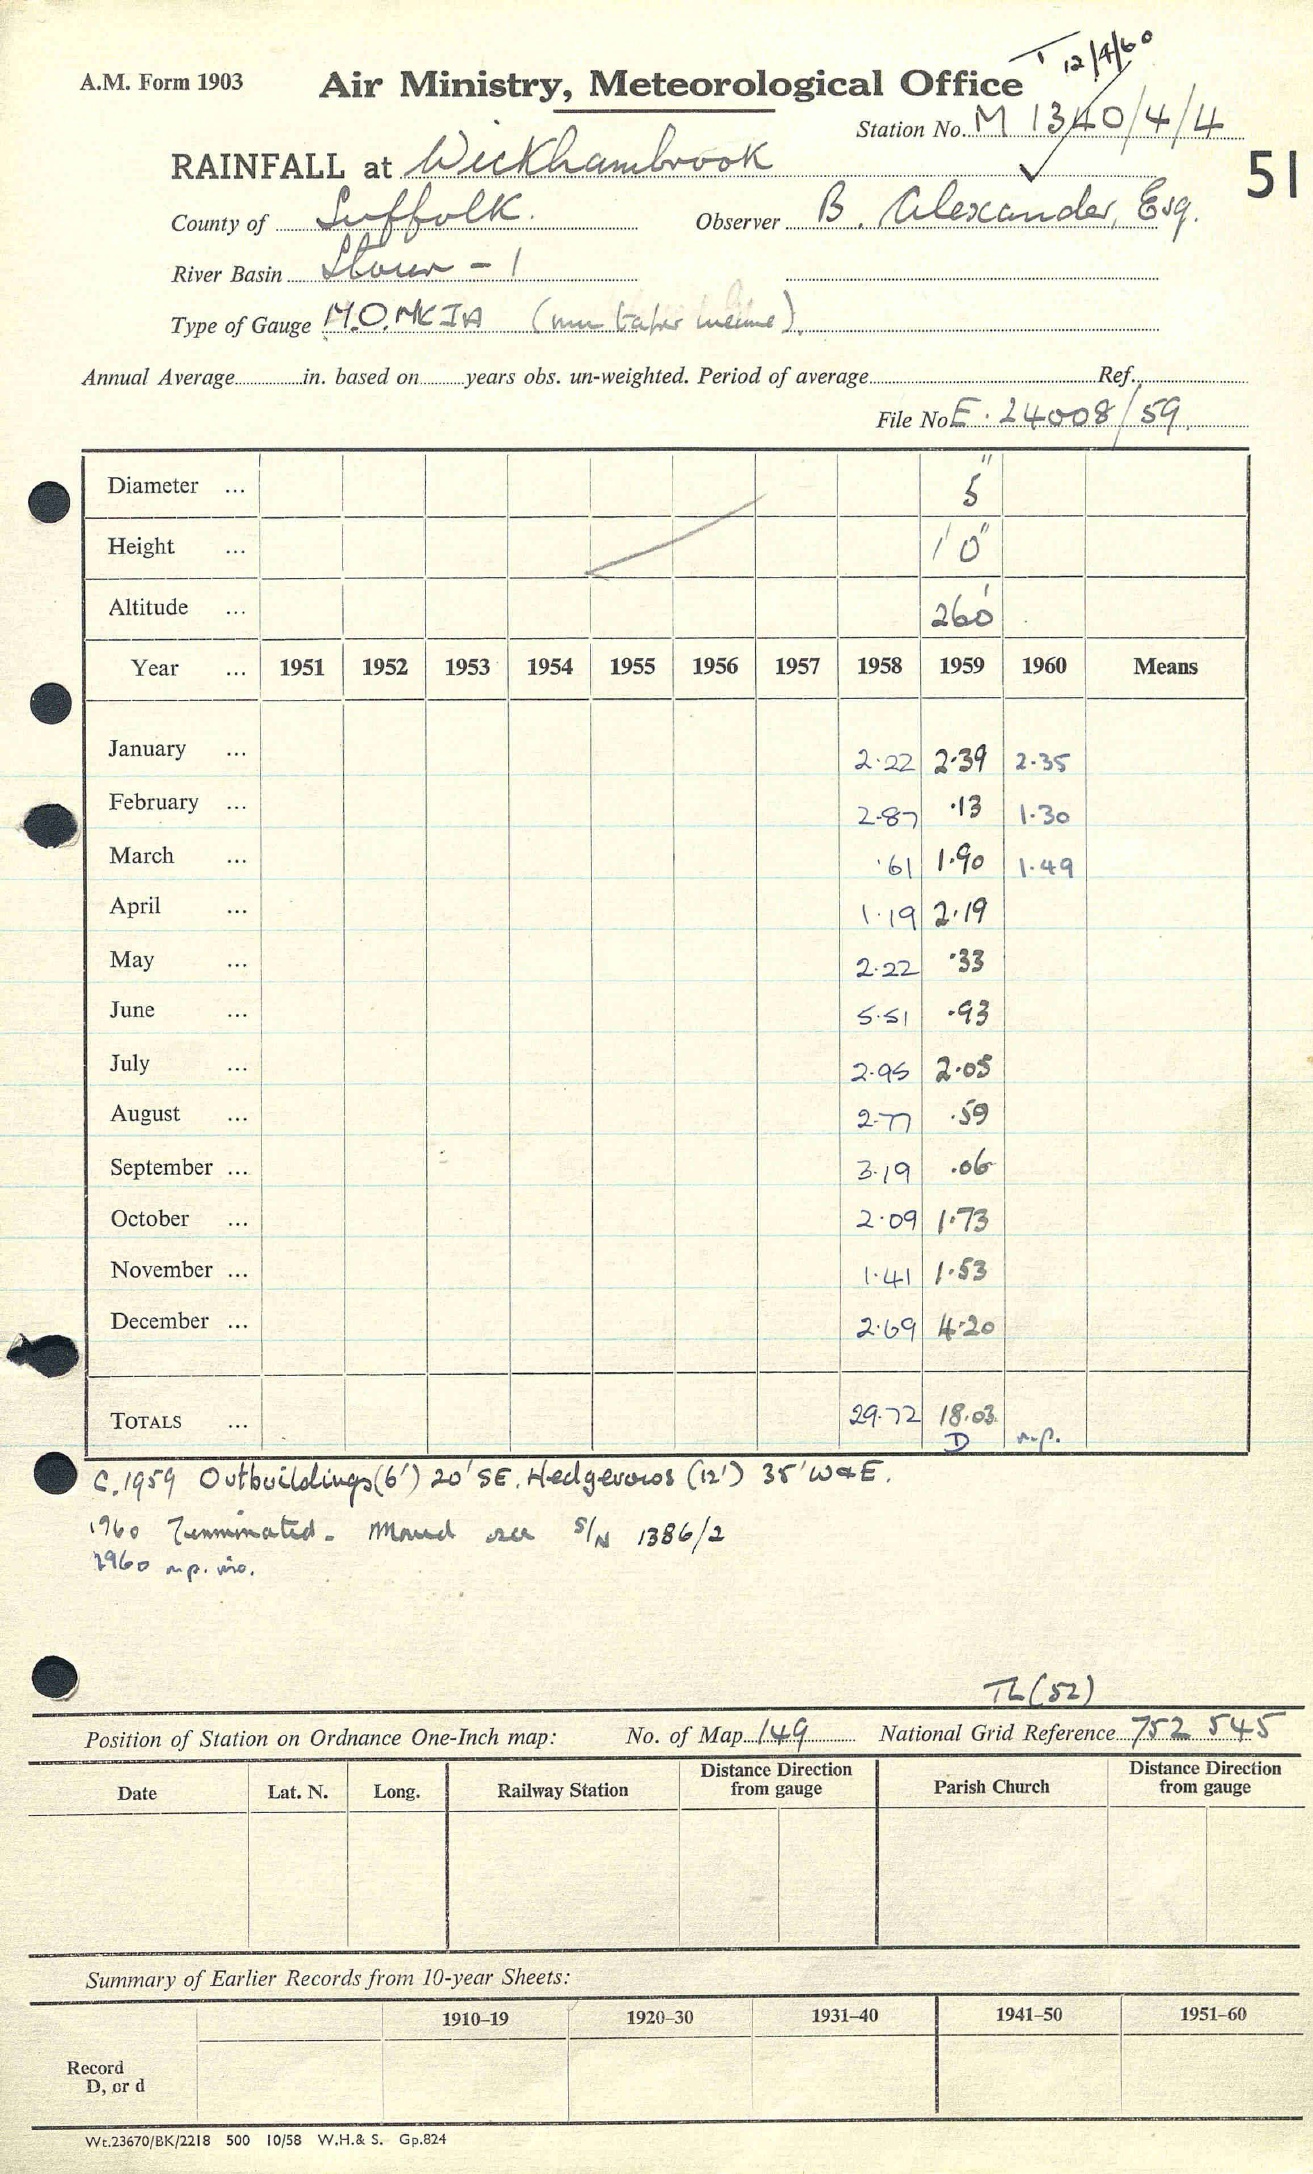 T 12/4/60
A.M. Form 1903 Air Ministry, Meteorological Office
Station No. M 1340/4/4
RAINFALL at Wickhambrook
51
County of Suffolk. Observer B. Alexander, Esq.
River Basin Stour - 1
Type of Gauge M.O. MK IA
Annual Average in. based on years obs. un-weighted. Period of average Ref.
File No E. 24008/59.
Diameter ... 5"
Height ... 1' 0"
Altitude ... 260'
Year ... 1951 1952 1953 1954 1955 1956 1957 1958 1959 1960 Means
January ... 2.22 2.39 2.35
February ... 2.87 .13 1.30
March ... .61 1.90 1.49
April ... 1.19 2.19
May ... 2.22 .33
June ... 5.51 .93
July ... 2.95 2.05
August ... 2.77 .59
September ... 3.19 .06
October ... 2.09 1.73
November ... 1.41 1.53
December ... 2.69 4.20
TOTALS ... 29.72 18.03
D n.p.
C. 1959 Outbuildings (6') 20' SE. Hedgerows (12') 35' W & E.
1960 Terminated - Moved see S/N 1386/2
1960 n.p. no.
TL (52)
Position of Station on Ordnance One-Inch map: No. of Map 149 National Grid Reference 752 545
Date Lat. N. Long. Railway Station Distance Direction from gauge Parish Church Distance Direction from gauge
Summary of Earlier Records from 10-year Sheets:
1910–19 1920–30 1931–40 1941–50 1951–60
Record
D, or d
Wt.23670/BK/2218 500 10/58 W.H.& S. Gp.824